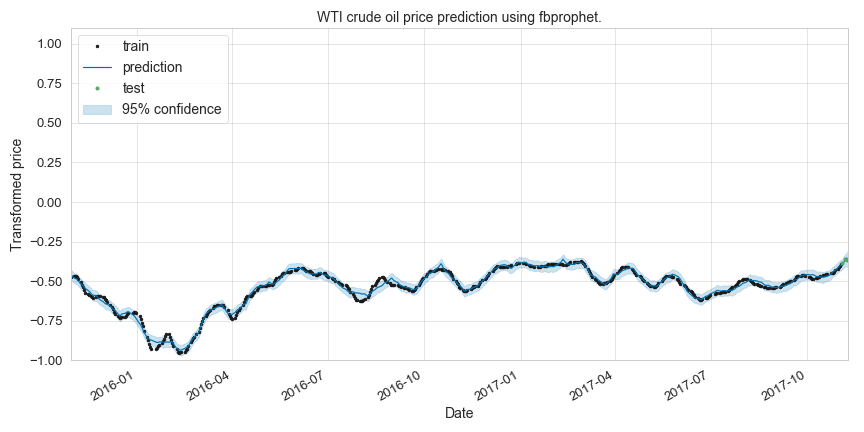 WTI crude oil price prediction using fbprophet.
train
prediction
test
95% confidence
Transformed price
1.00
0.75
0.50
0.25
0.00
−0.25
−0.50
−0.75
−1.00
2016-01
2016-04
2016-07
2016-10
2017-01
2017-04
2017-07
2017-10
Date